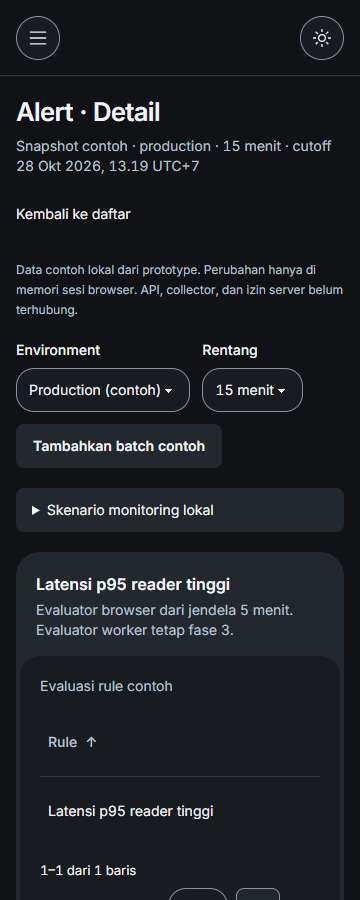 Alert · Detail
Snapshot contoh · production · 15 menit · cutoff
28 Okt 2026, 13.19 UTC+7
Kembali ke daftar
Data contoh lokal dari prototype. Perubahan hanya di
memori sesi browser. API, collector, dan izin server belum
terhubung.
Environment
Rentang
Production (contoh)
15 menit
Tambahkan batch contoh
Skenario monitoring lokal
Latensi p95 reader tinggi
Evaluator browser dari jendela 5 menit.
Evaluator worker tetap fase 3.
Evaluasi rule contoh
Rule ↑
Latensi p95 reader tinggi
1–1 dari 1 baris